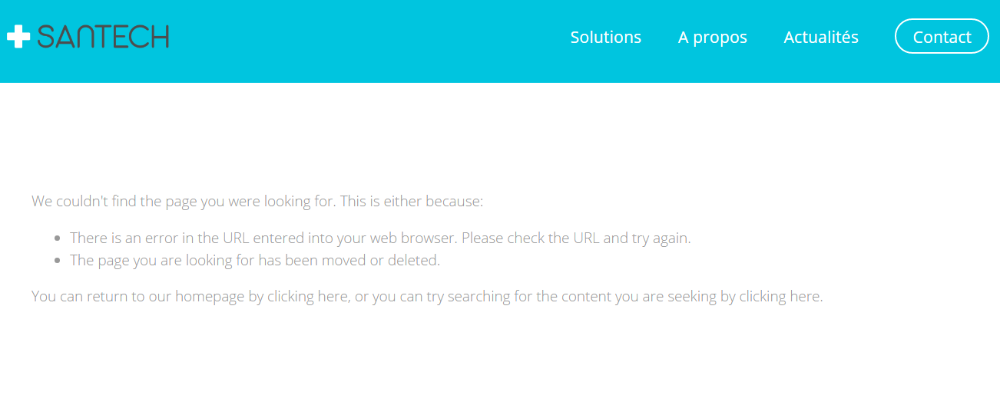 SANTECH
Solutions
A propos
Actualités
Contact
We couldn't find the page you were looking for. This is either because:
There is an error in the URL entered into your web browser. Please check the URL and try again.
The page you are looking for has been moved or deleted.
You can return to our homepage by clicking here, or you can try searching for the content you are seeking by clicking here.